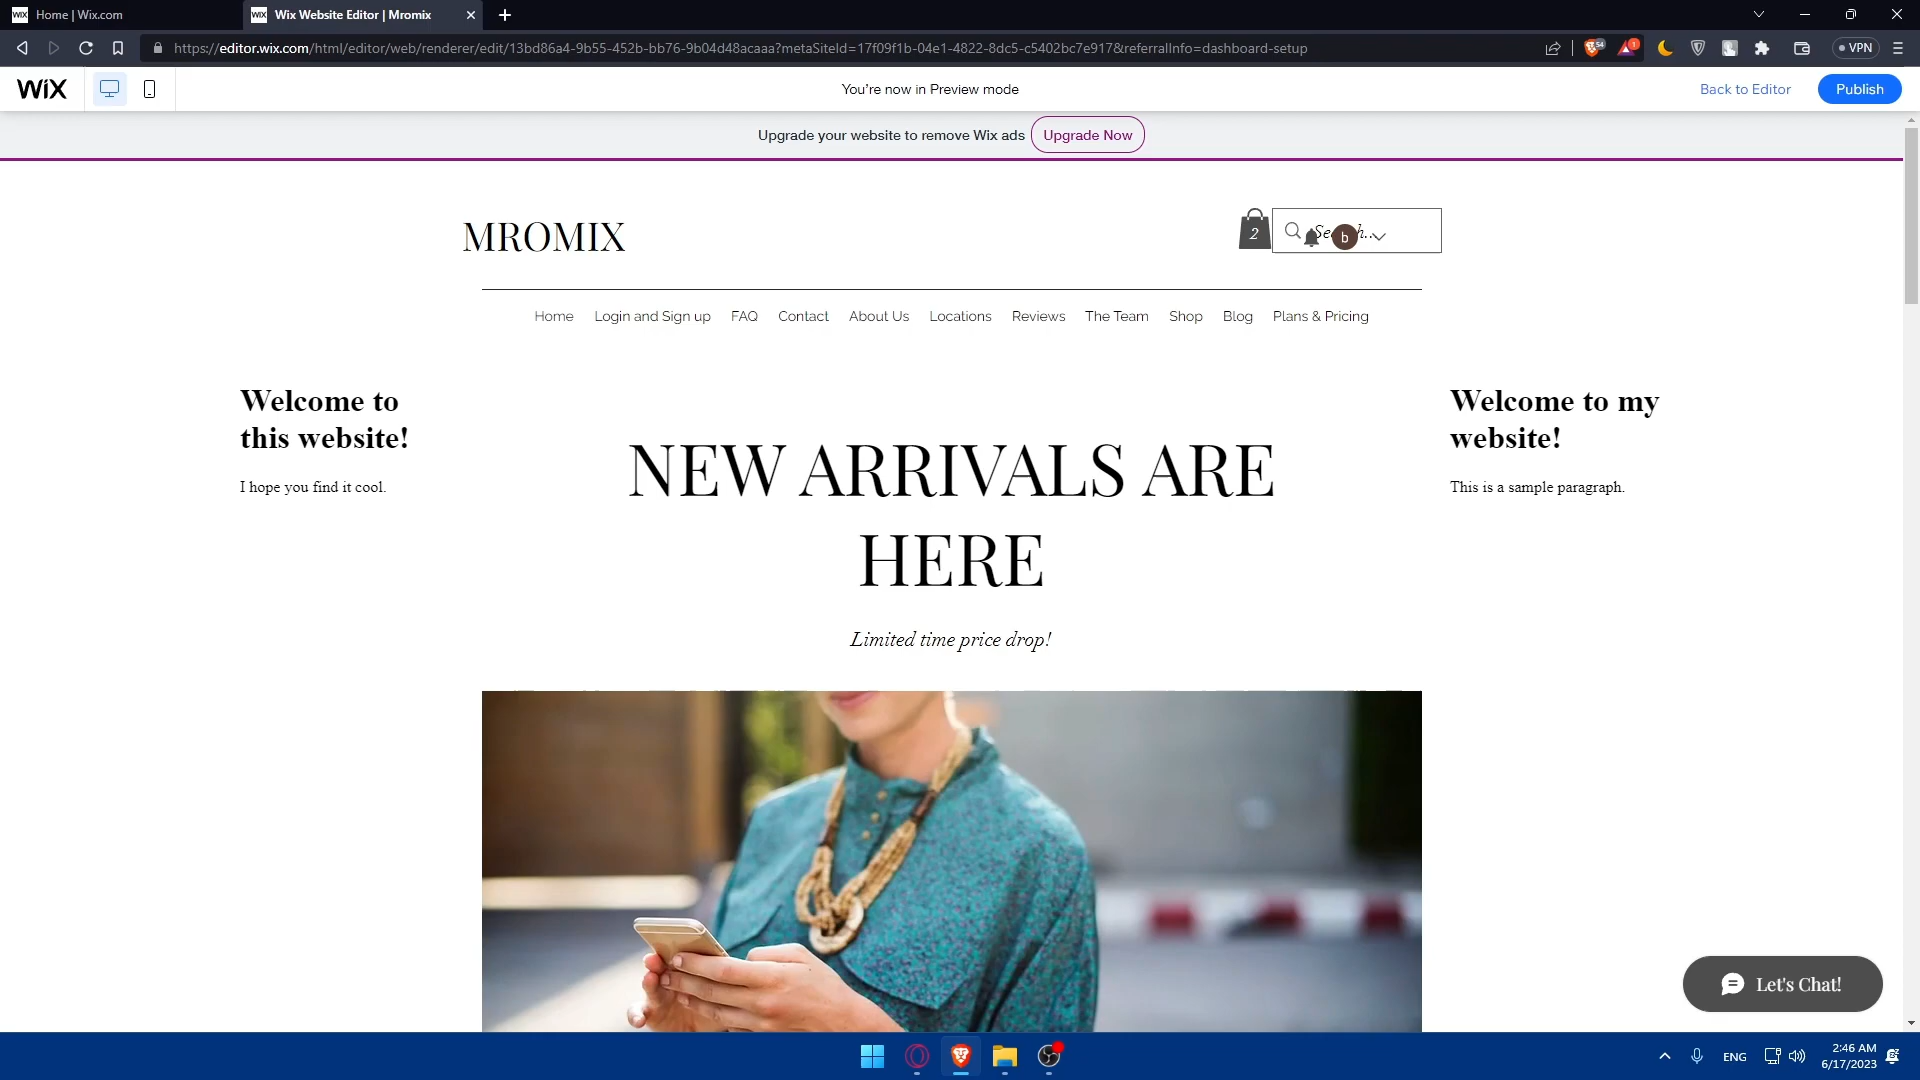 WIX Home | Wix.com
WIX Wix Website Editor | Mromix
https://editor.wix.com/html/editor/web/renderer/edit/13bd86a4-9b55-452b-bb76-9b04d48acaaa?metaSiteId=17f09f1b-04e1-4822-8dc5-c5402bc7e917&referralInfo=dashboard-setup
54
1
VPN
WIX
You're now in Preview mode
Back to Editor
Publish
Upgrade your website to remove Wix ads
Upgrade Now
MROMIX
2
b
Home Login and Sign up FAQ Contact About Us Locations Reviews The Team Shop Blog Plans & Pricing
Welcome to
this website!
I hope you find it cool.
NEW ARRIVALS ARE
HERE
Limited time price drop!
Welcome to my
website!
This is a sample paragraph.
Let's Chat!
ENG
2:46 AM
6/17/2023